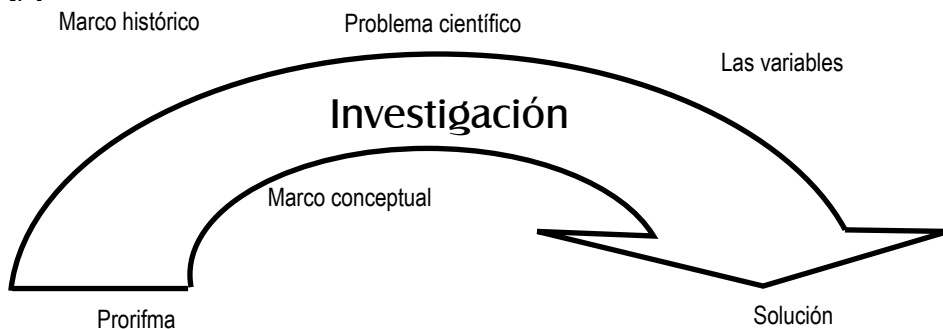 Marco histórico
Problema científico
Las variables
Investigación
Marco conceptual
Prorifma
Solución